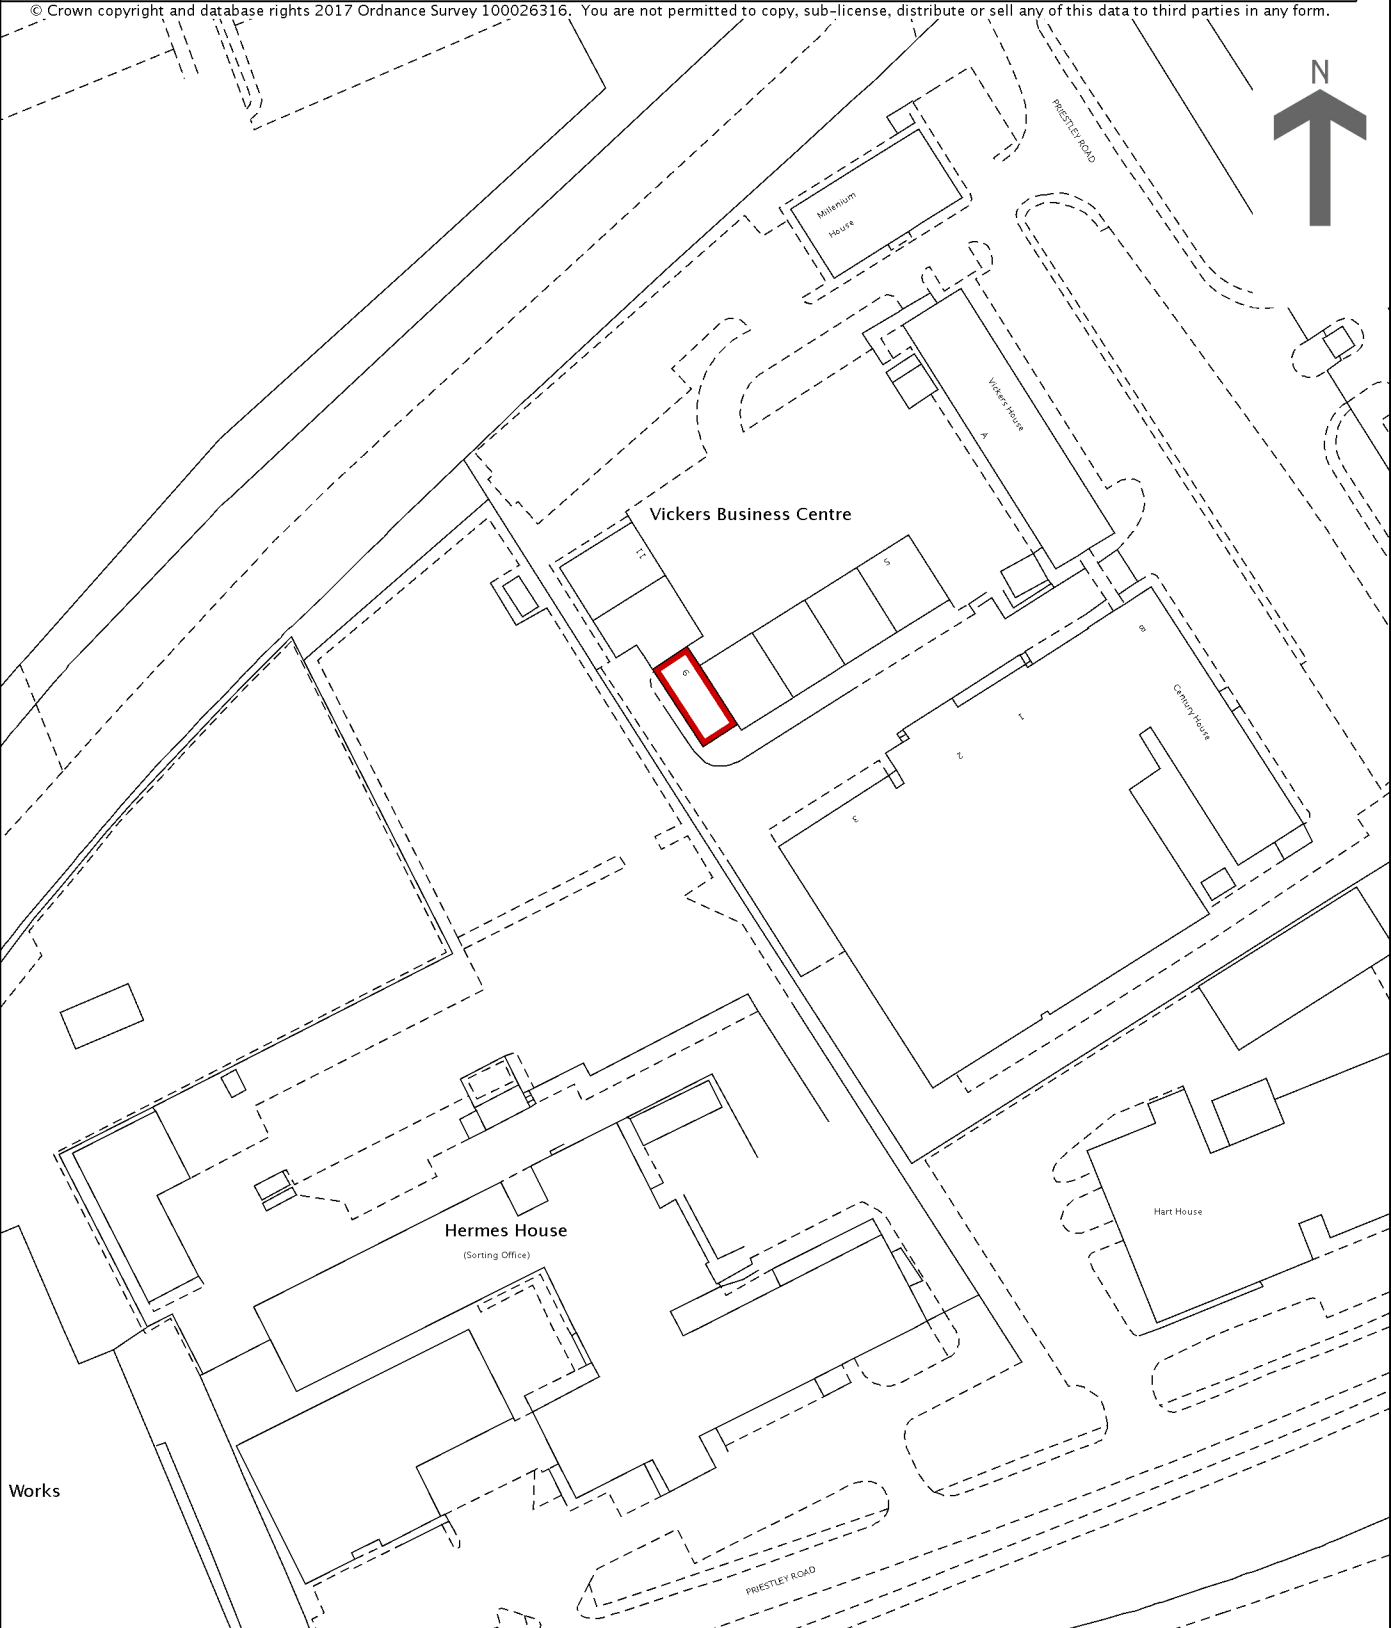 © Crown copyright and database rights 2017 Ordnance Survey 100026316.  You are not permitted to copy, sub-license, distribute or sell any of this data to third parties in any form.
N
PRIESTLEY ROAD
Millenium
House
Vickers House
A
Vickers Business Centre
11
5
9
8
Century House
1
2
3
Hart House
Hermes House
(Sorting Office)
Works
PRIESTLEY ROAD